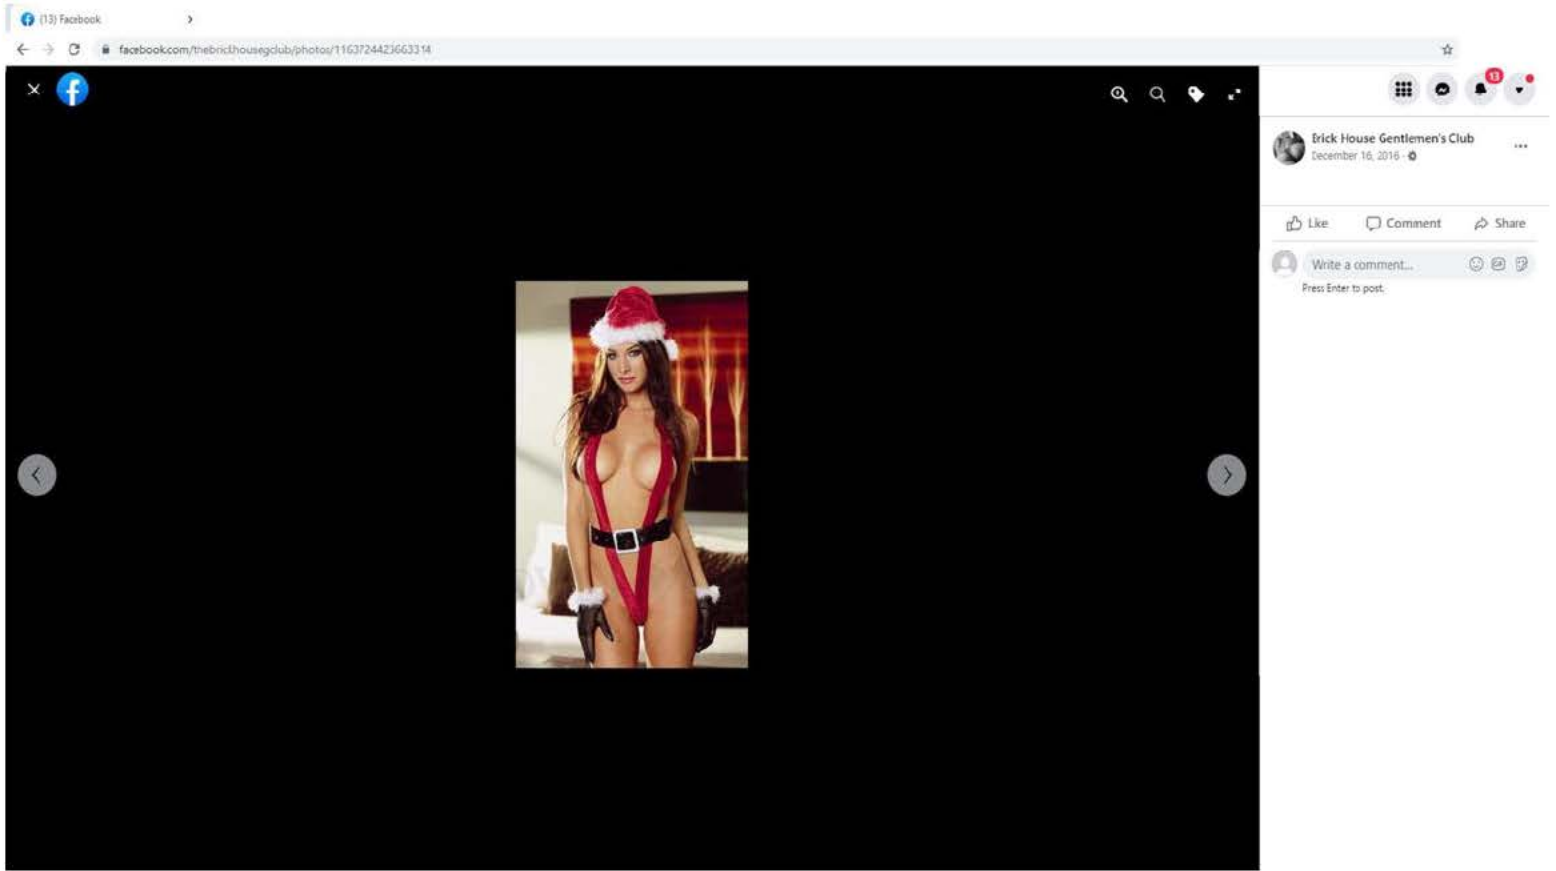 (13) Facebook
facebook.com/thebrickhousegclub/photos/1163724423663314
13
Brick House Gentlemen's Club
December 16, 2016
Like Comment Share
Write a comment...
Press Enter to post.